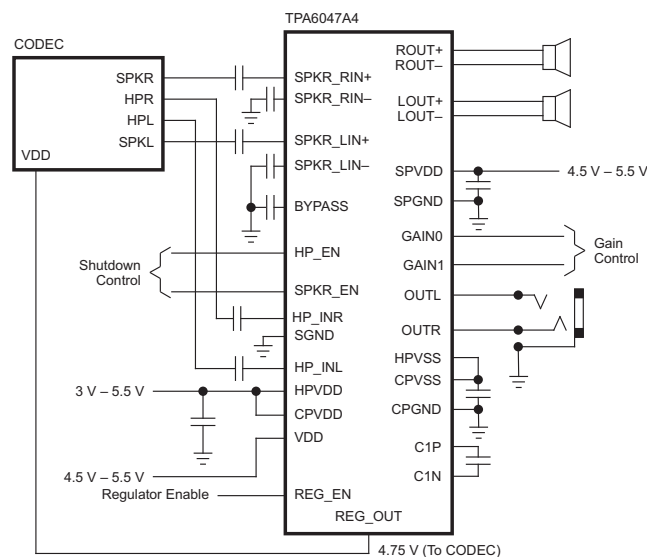 TPA6047A4
CODEC
SPKR
HPR
HPL
SPKL
VDD
SPKR_RIN+
SPKR_RIN–
SPKR_LIN+
SPKR_LIN–
BYPASS
HP_EN
SPKR_EN
HP_INR
SGND
HP_INL
HPVDD
CPVDD
VDD
REG_EN
REG_OUT
Shutdown
Control
3 V – 5.5 V
4.5 V – 5.5 V
Regulator Enable
ROUT+
ROUT–
LOUT+
LOUT–
SPVDD
SPGND
GAIN0
GAIN1
OUTL
OUTR
HPVSS
CPVSS
CPGND
C1P
C1N
4.5 V – 5.5 V
Gain
Control
4.75 V (To CODEC)